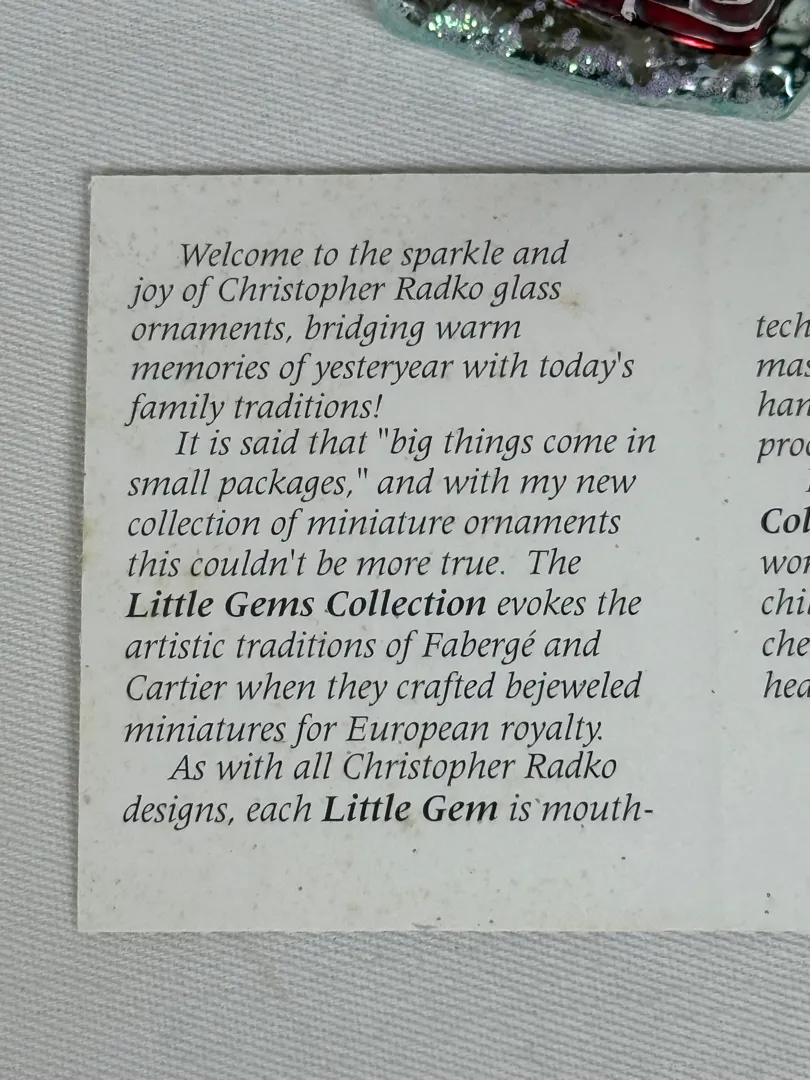 Welcome to the sparkle and
joy of Christopher Radko glass
ornaments, bridging warm
memories of yesteryear with today's
family traditions!
It is said that "big things come in
small packages," and with my new
collection of miniature ornaments
this couldn't be more true.  The
Little Gems Collection evokes the
artistic traditions of Fabergé and
Cartier when they crafted bejeweled
miniatures for European royalty.
As with all Christopher Radko
designs, each Little Gem is mouth-